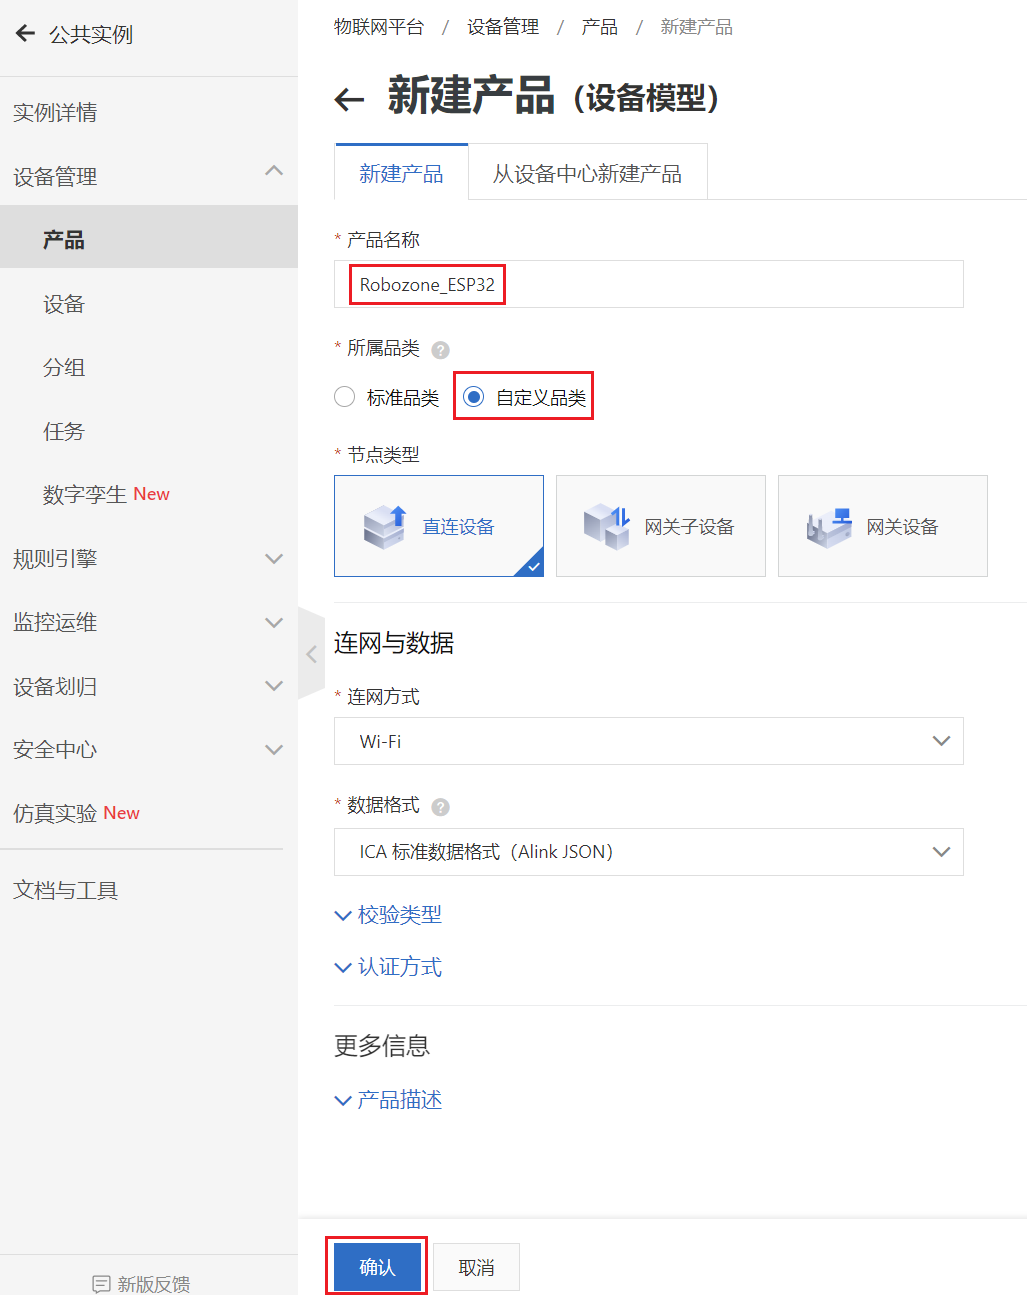 公共实例
实例详情
设备管理
产品
设备
分组
任务
数字孪生 New
规则引擎
监控运维
设备划归
安全中心
仿真实验 New
文档与工具
新版反馈
物联网平台 / 设备管理 / 产品 / 新建产品
新建产品（设备模型）
新建产品
从设备中心新建产品
* 产品名称
Robozone_ESP32
* 所属品类 ?
标准品类
自定义品类
* 节点类型
直连设备
网关子设备
网关设备
连网与数据
* 连网方式
Wi-Fi
* 数据格式 ?
ICA 标准数据格式（Alink JSON）
校验类型
认证方式
更多信息
产品描述
确认
取消